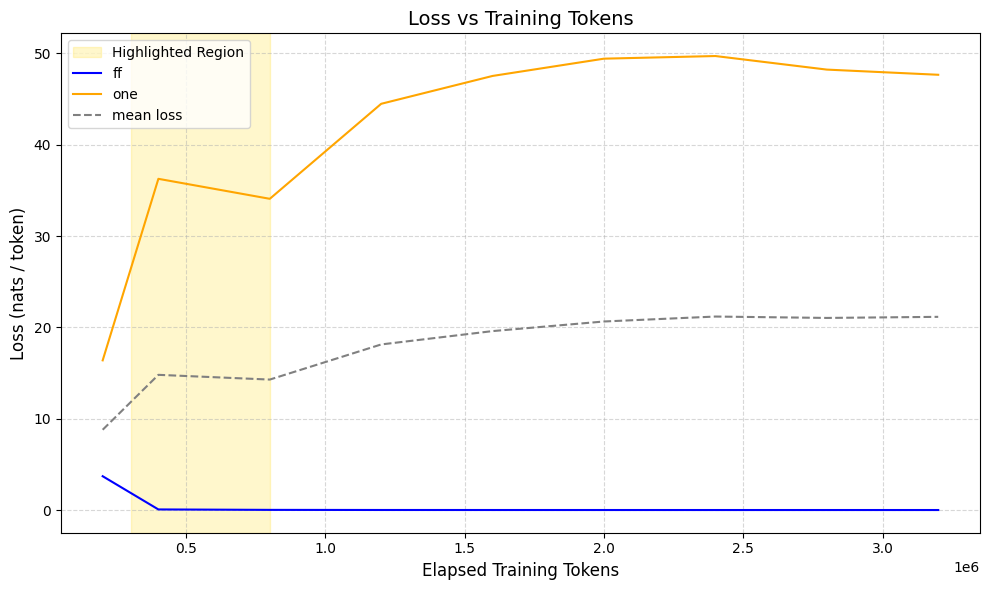 Loss vs Training Tokens
Highlighted Region
ff
one
mean loss
Loss (nats / token)
50
40
30
20
10
0
0.5 1.0 1.5 2.0 2.5 3.0
1e6
Elapsed Training Tokens